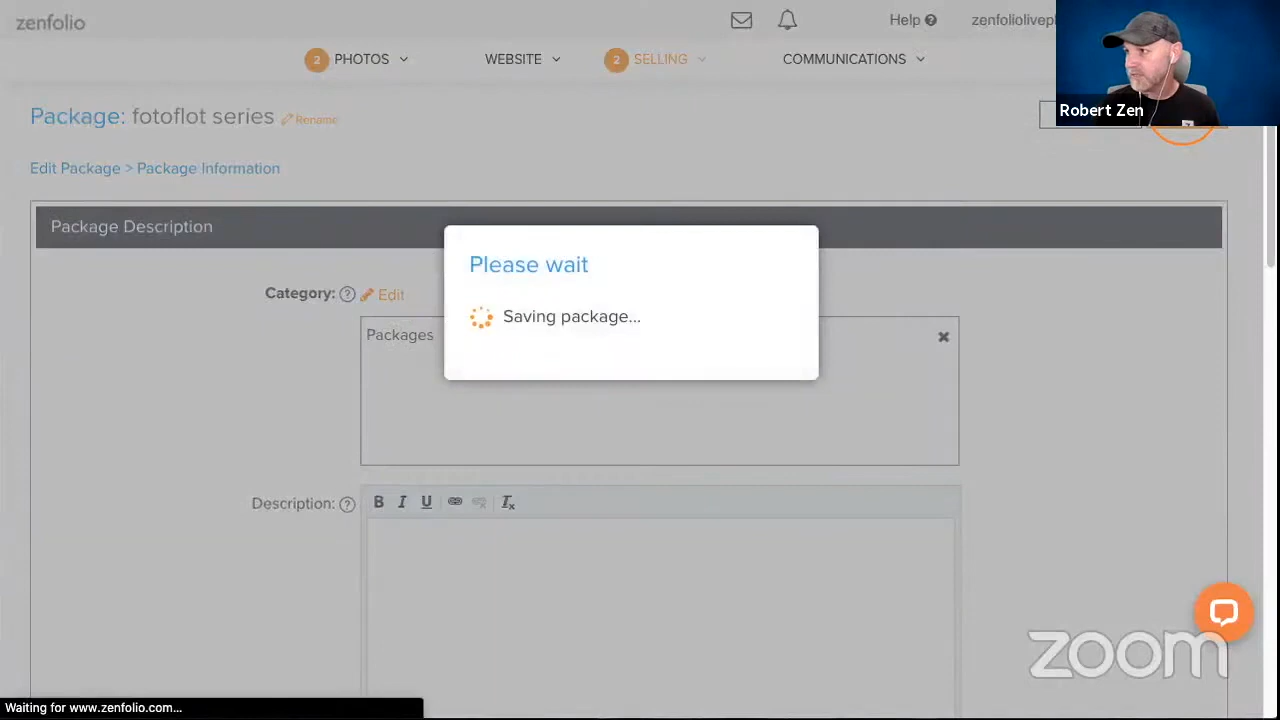 zenfolio
Help
PHOTOS
2
WEBSITE
2
SELLING
COMMUNICATIONS
Robert Zen
Package: fotoflot series
Rename
Edit Package > Package Information
Package Description
Category:
Edit
Packages
Please wait
Saving package...
Description:
B I U
zoom
Waiting for www.zenfolio.com...